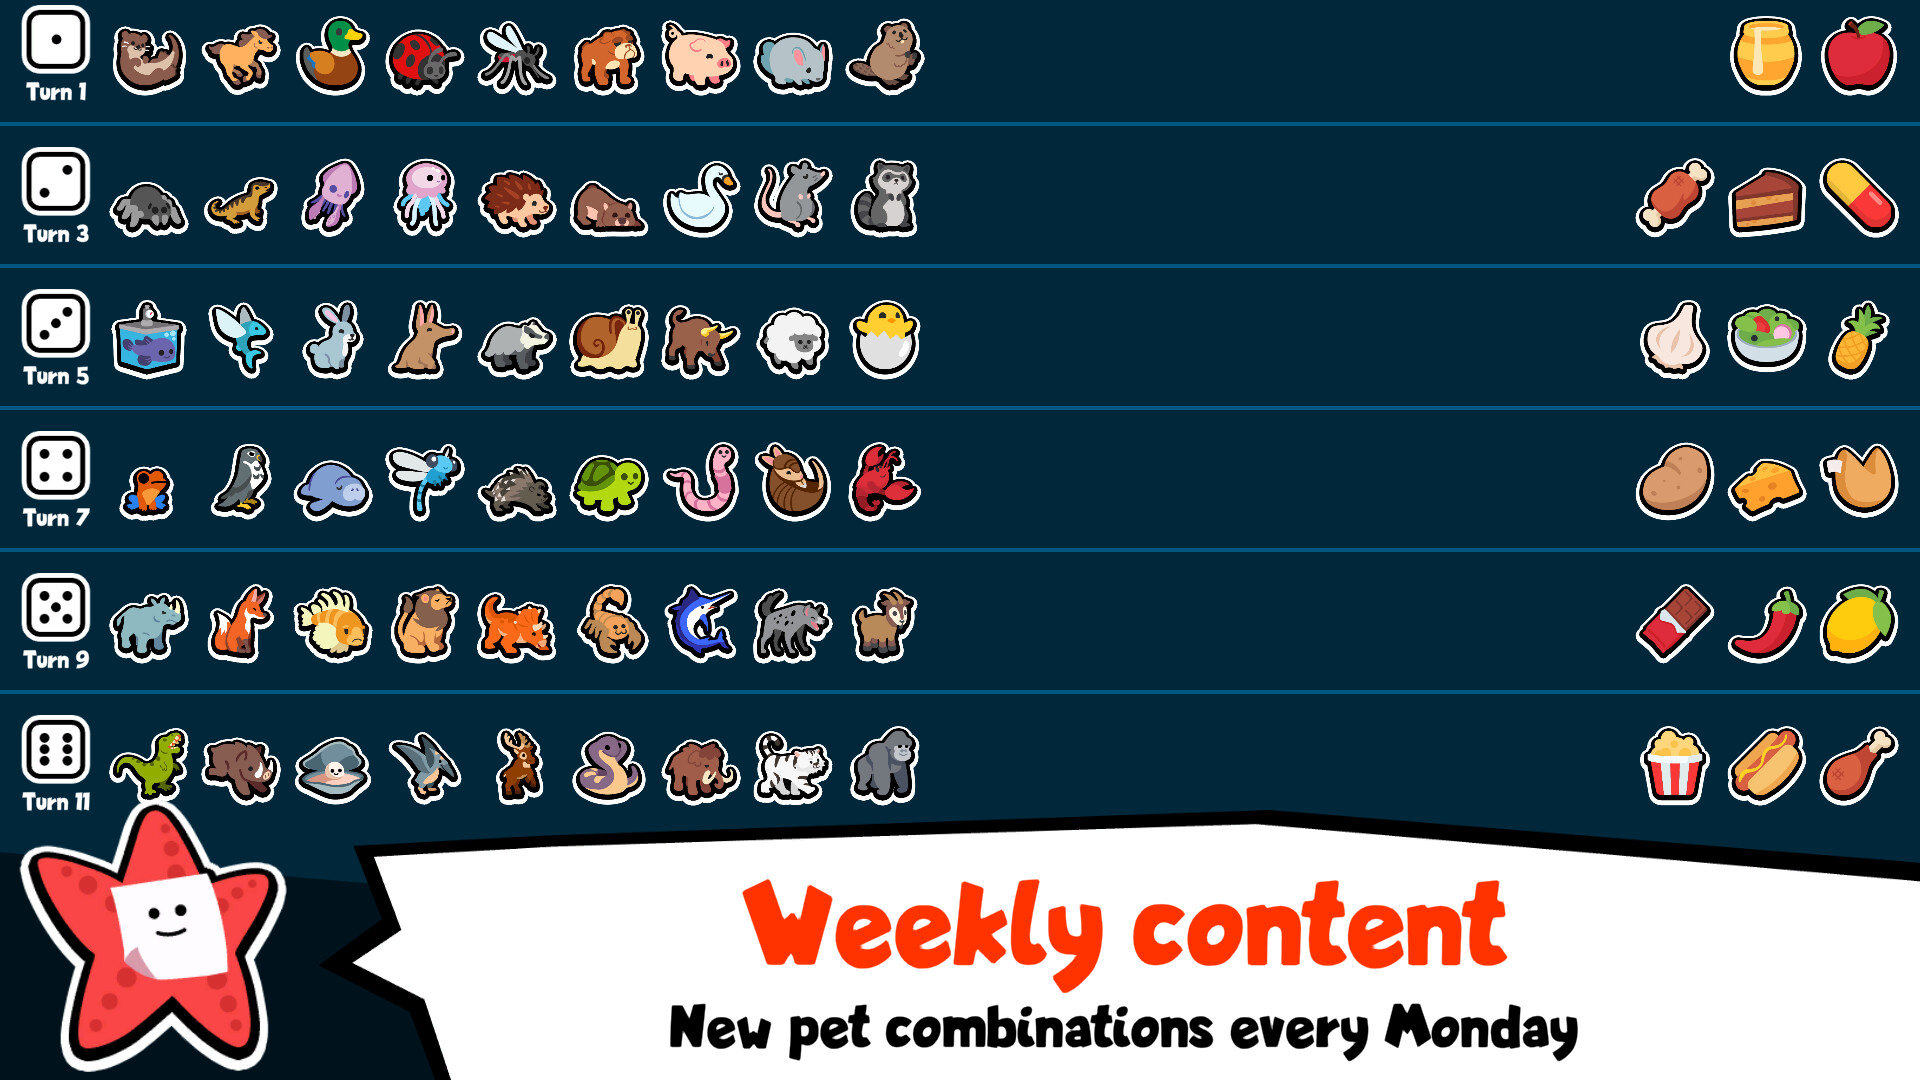 Turn 1
Turn 3
Turn 5
Turn 7
Turn 9
Turn 11
Weekly content
New pet combinations every Monday